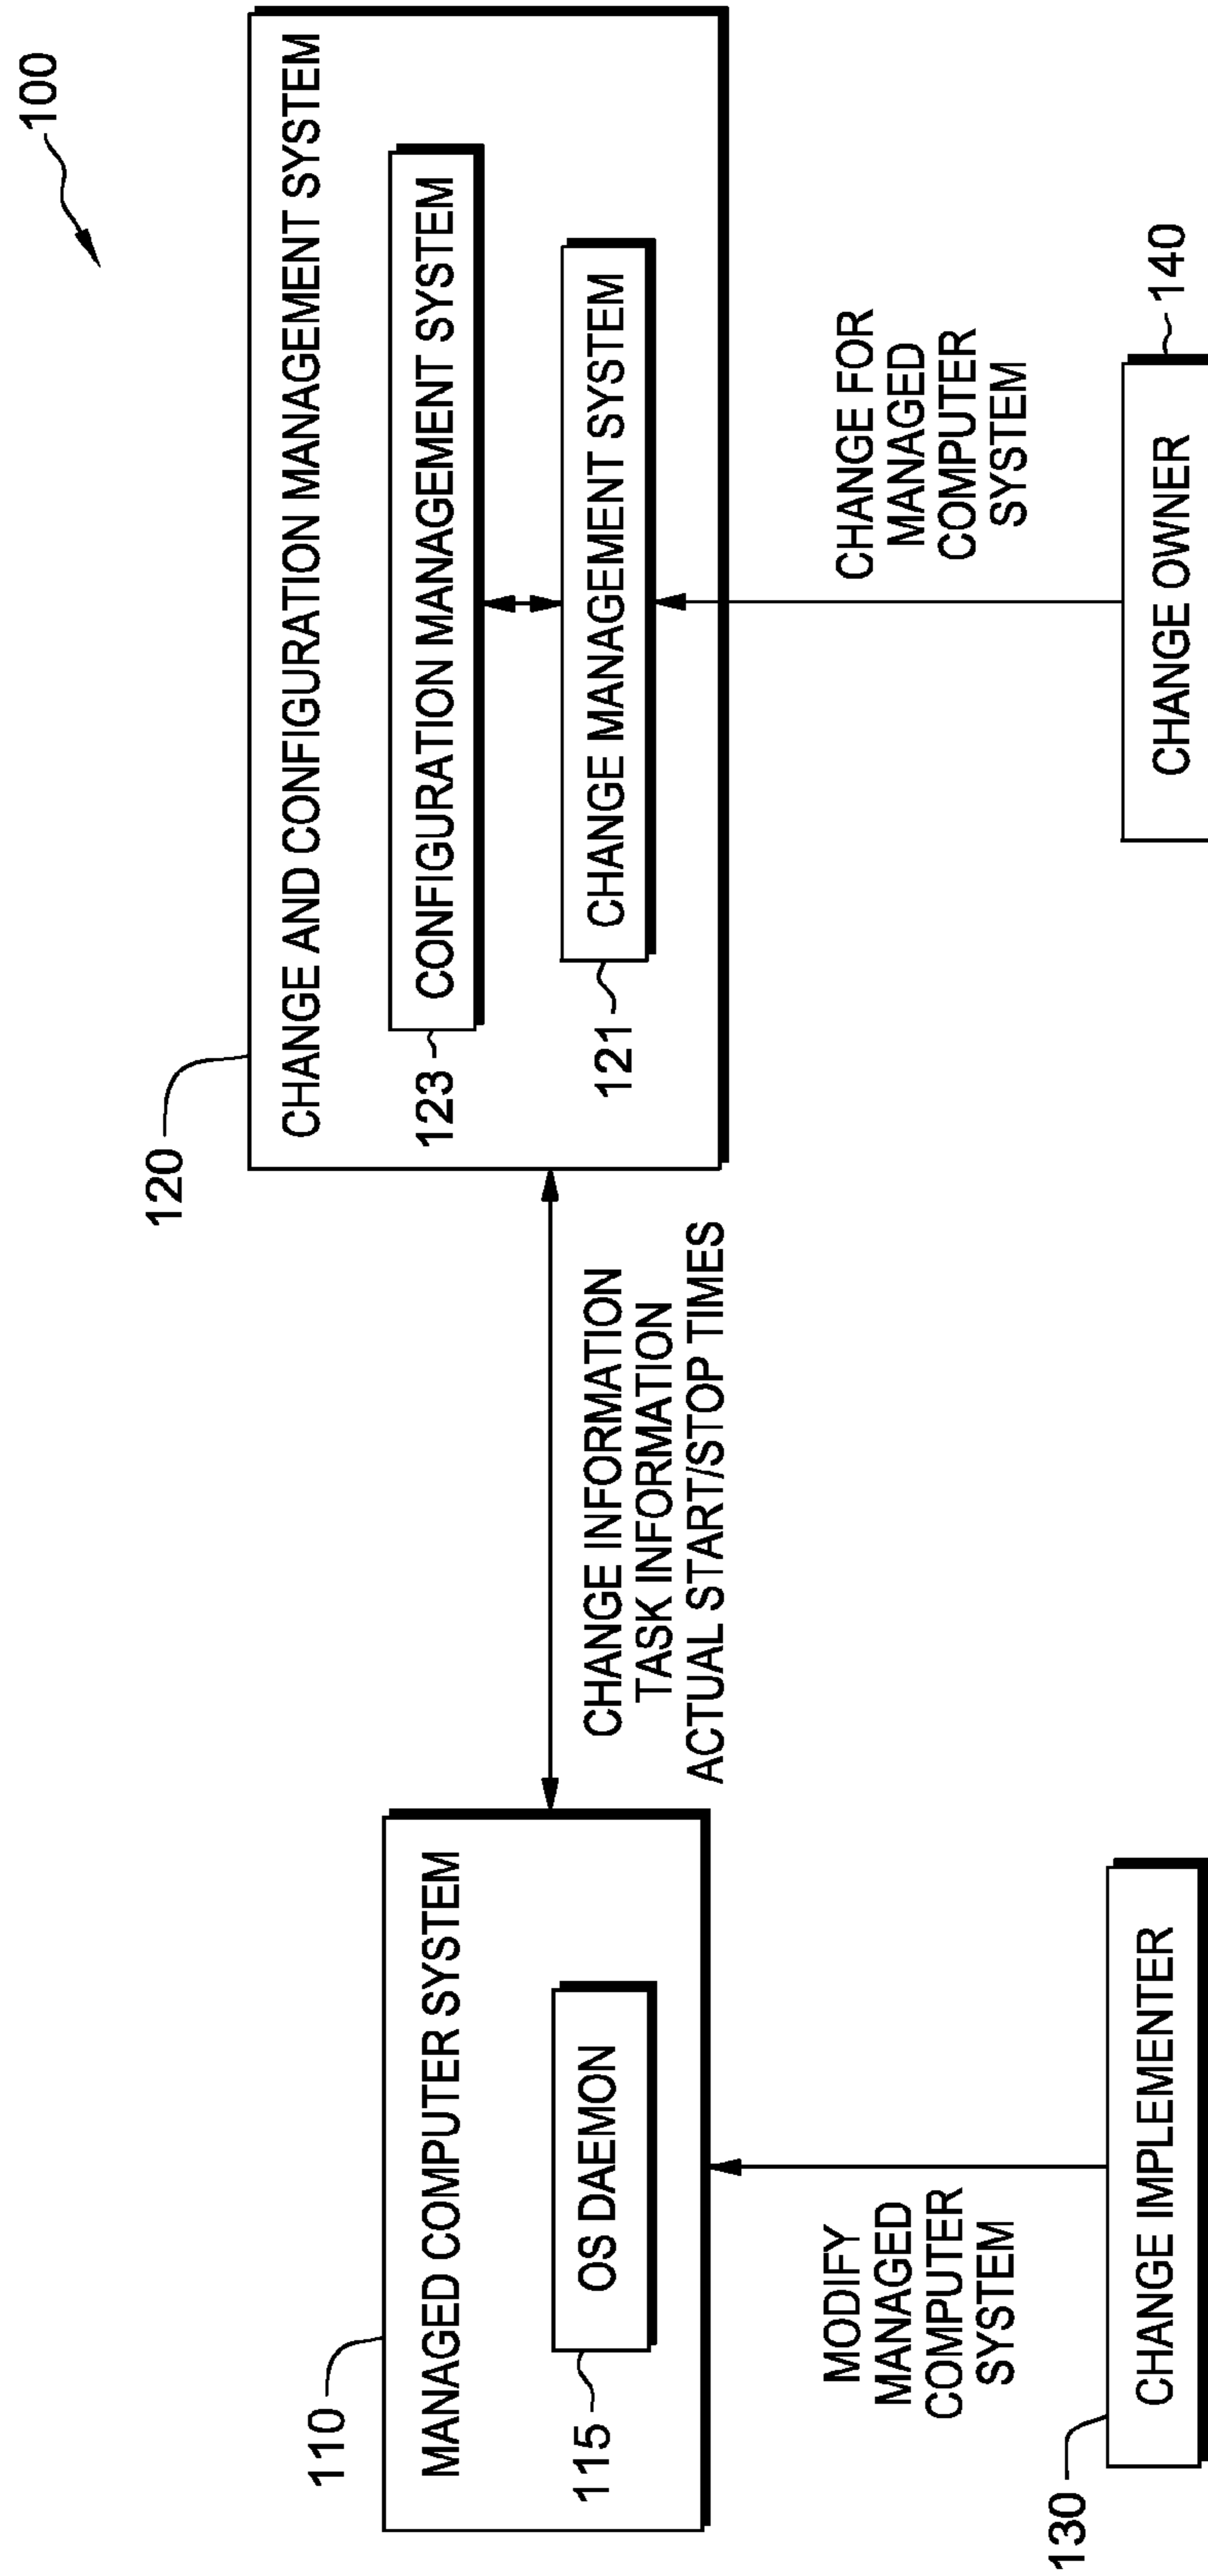 100
120
CHANGE AND CONFIGURATION MANAGEMENT SYSTEM
123
CONFIGURATION MANAGEMENT SYSTEM
121
CHANGE MANAGEMENT SYSTEM
110
MANAGED COMPUTER SYSTEM
115
OS DAEMON
CHANGE INFORMATION
TASK INFORMATION
ACTUAL START/STOP TIMES
MODIFY
MANAGED
COMPUTER
SYSTEM
CHANGE FOR
MANAGED
COMPUTER
SYSTEM
130
CHANGE IMPLEMENTER
CHANGE OWNER
140